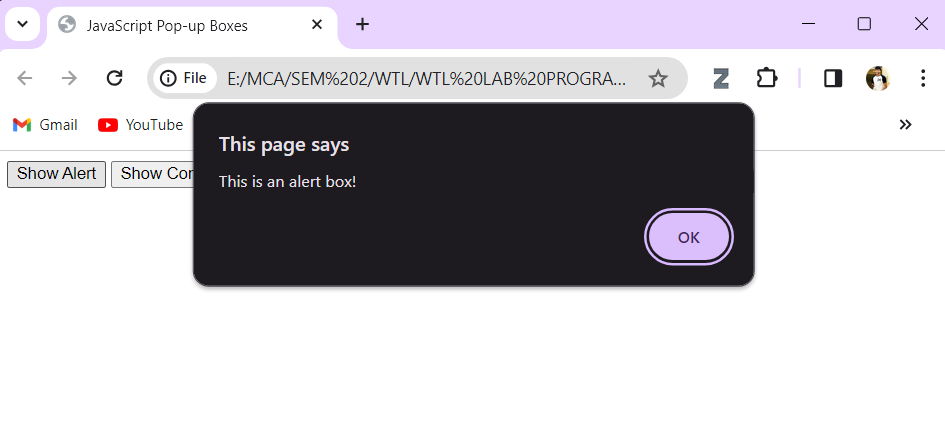 JavaScript Pop-up Boxes
File
E:/MCA/SEM%202/WTL/WTL%20LAB%20PROGRA...
Gmail
YouTube
This page says
This is an alert box!
OK
Show Alert
Show Con